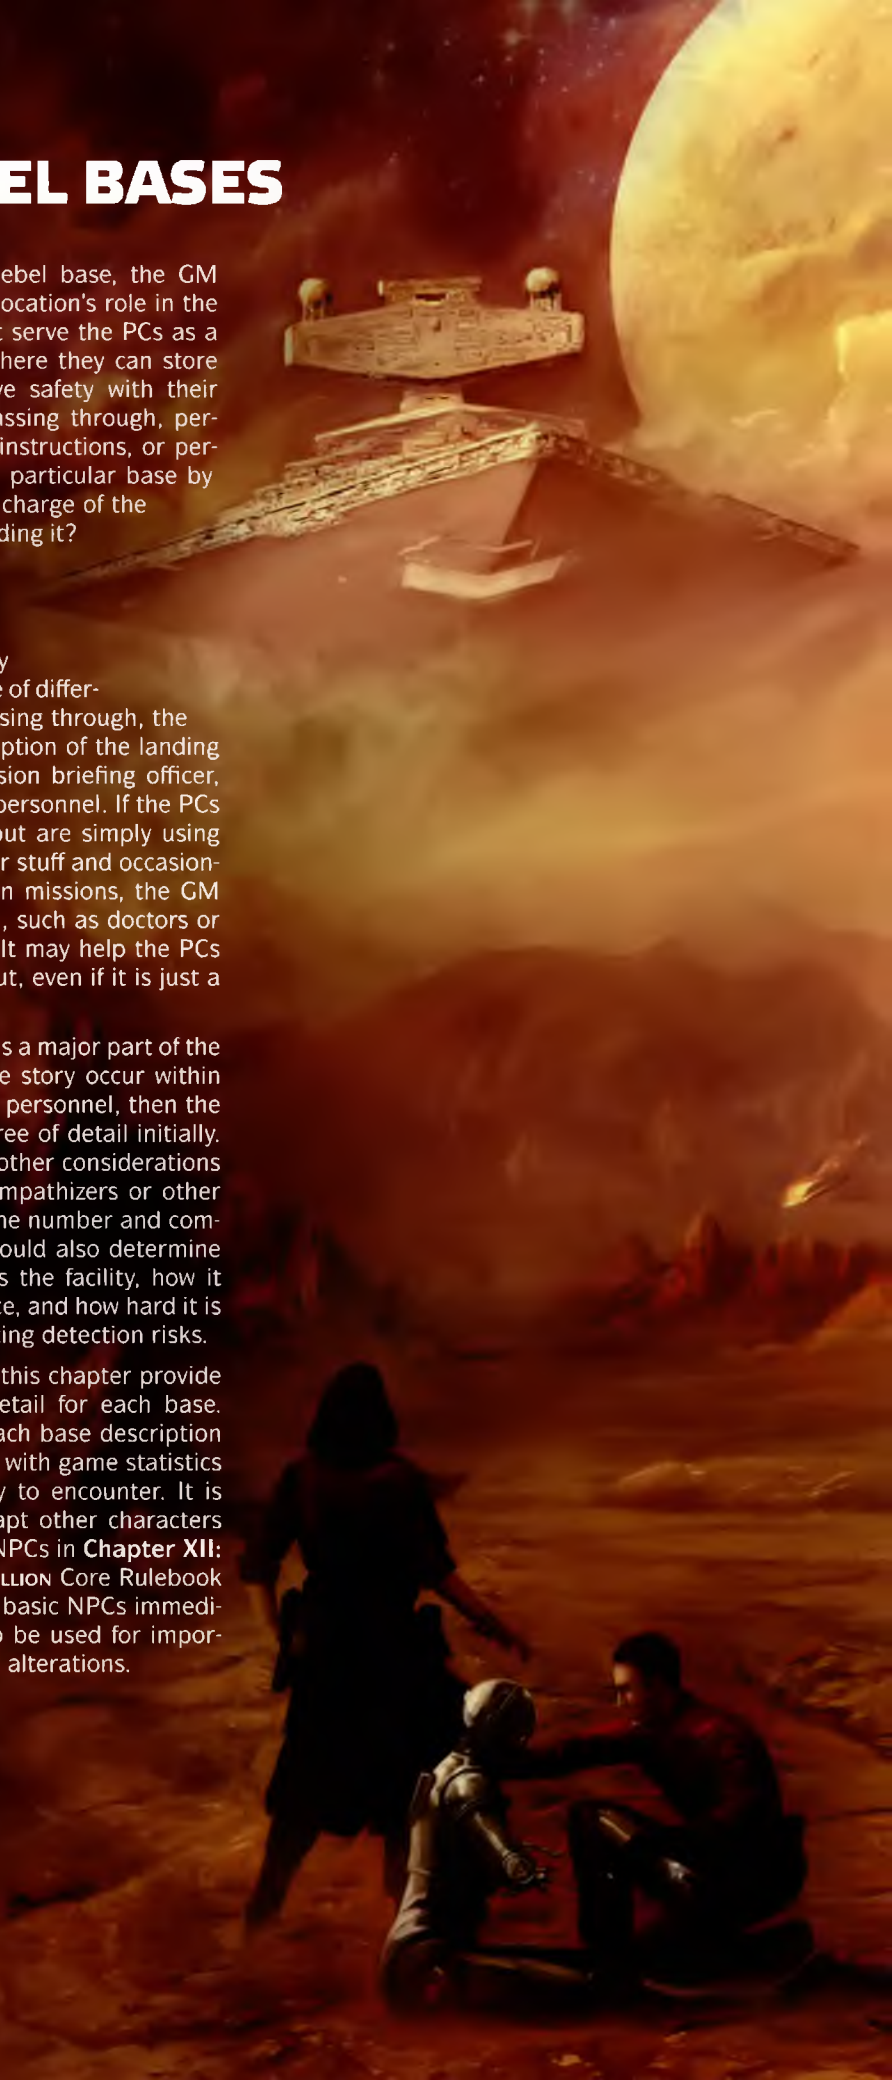 EL BASES
ebel base, the GM
ocation's role in the
t serve the PCs as a
here they can store
ve safety with their
assing through, per-
instructions, or per-
particular base by
charge of the
ding it?
y
e of differ-
sing through, the
ption of the landing
sion briefing officer,
personnel. If the PCs
out are simply using
r stuff and occasion-
n missions, the GM
, such as doctors or
It may help the PCs
ut, even if it is just a
s a major part of the
e story occur within
personnel, then the
ree of detail initially.
other considerations
mpathizers or other
he number and com-
ould also determine
s the facility, how it
te, and how hard it is
ting detection risks.
this chapter provide
etail for each base.
ach base description
with game statistics
y to encounter. It is
apt other characters
NPCs in Chapter XII:
LLION Core Rulebook
basic NPCs immedi-
o be used for impor-
alterations.